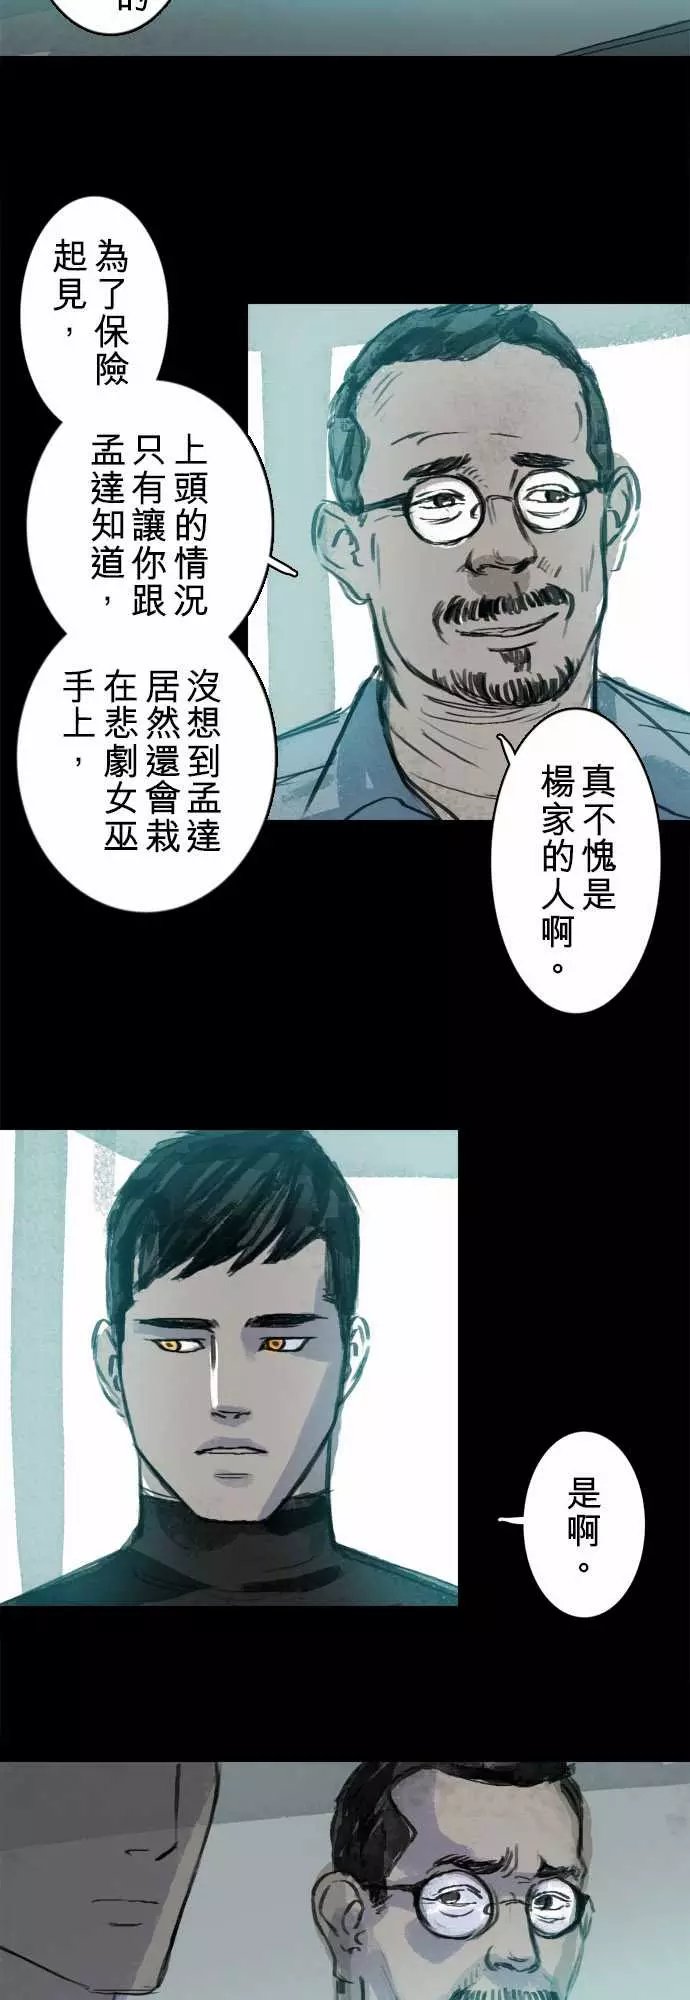 的
為了保險
起見，
上頭的情況
只有讓你跟
孟達知道，
沒想到孟達
居然還會栽
在悲劇女巫
手上，
真不愧是
楊家的人啊。
是啊。